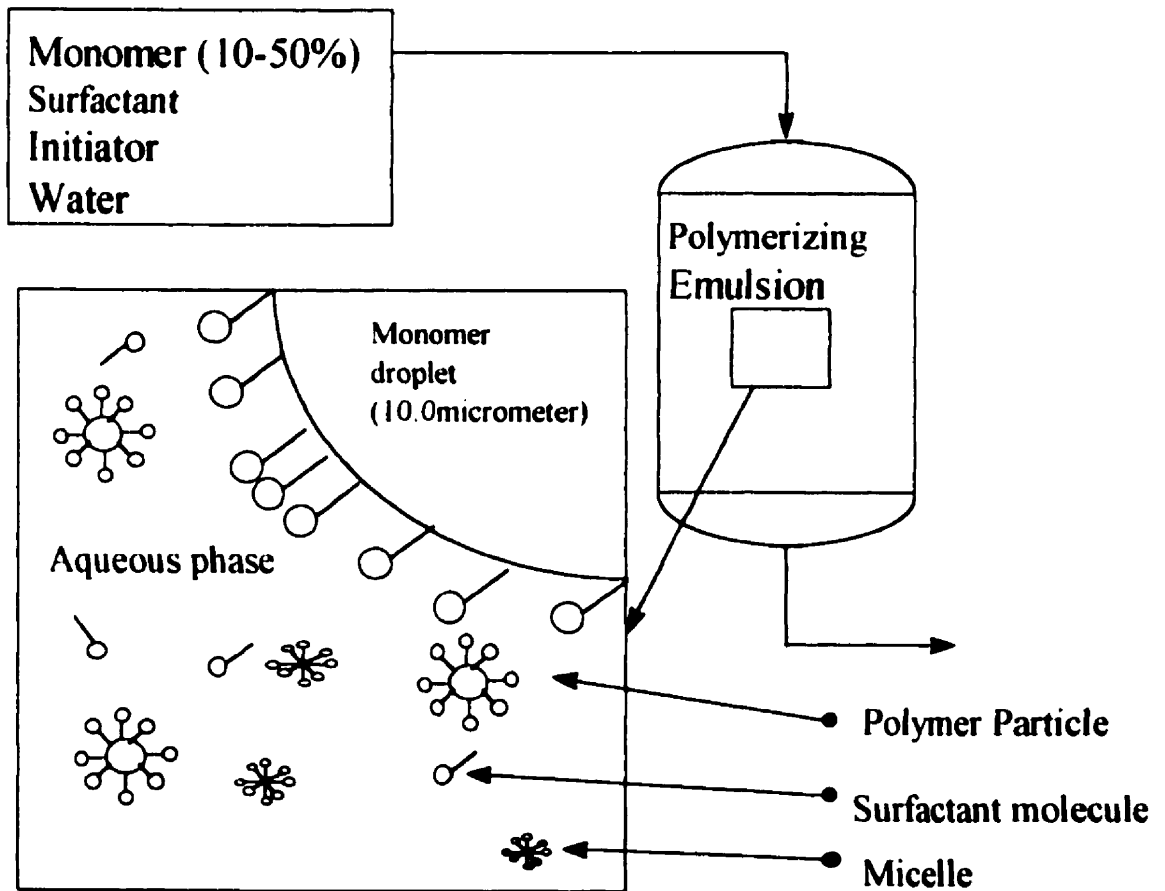 Monomer (10-50%)
Surfactant
Initiator
Water
Polymerizing
Emulsion
Monomer
droplet
(10.0micrometer)
Aqueous phase
Polymer Particle
Surfactant molecule
Micelle